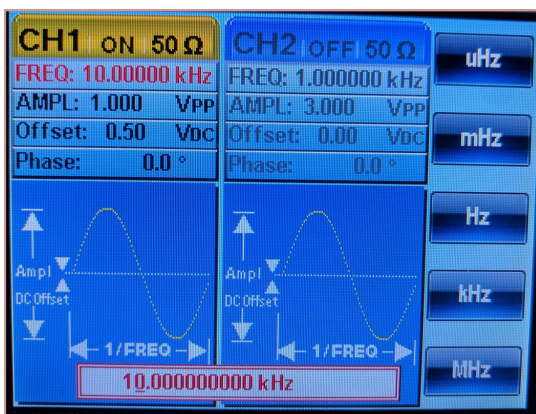 CH1 ON 50 Ω
FREQ: 10.00000 kHz
AMPL: 1.000 VPP
Offset: 0.50 VDC
Phase: 0.0 °
Ampl
DC Offset
1/FREQ
CH2 OFF 50 Ω
FREQ: 1.000000 kHz
AMPL: 3.000 VPP
Offset: 0.00 VDC
Phase: 0.0 °
Ampl
DC Offset
1/FREQ
10.000000000 kHz
uHz
mHz
Hz
kHz
MHz